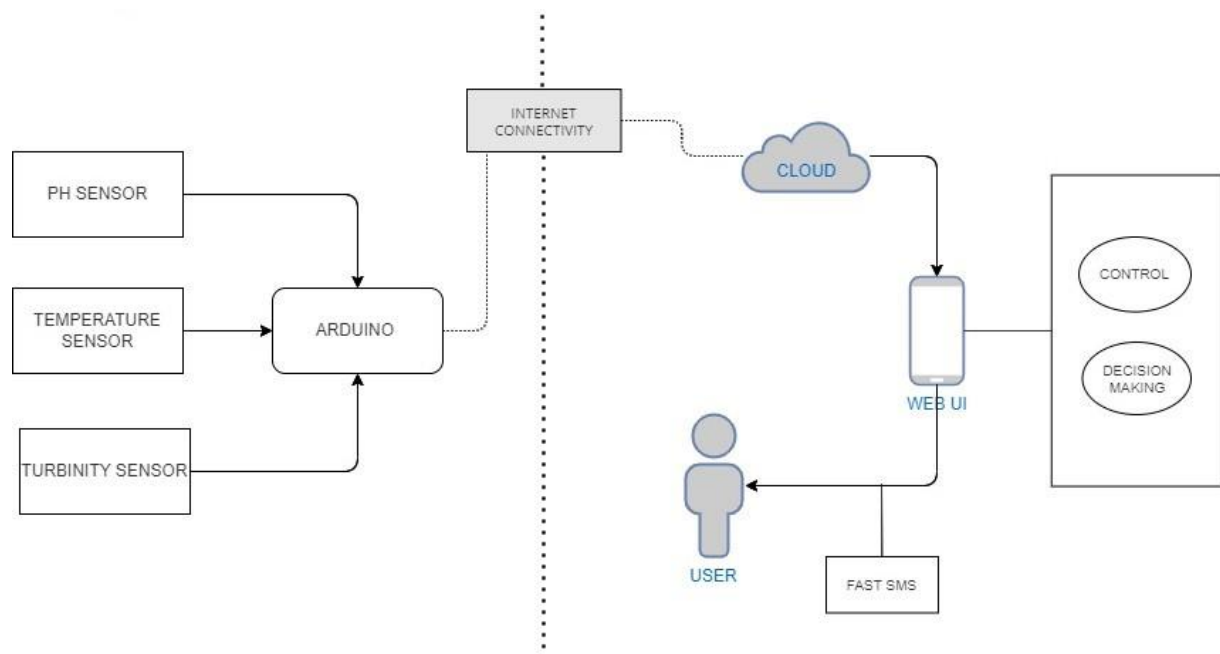 INTERNET
CONNECTIVITY
CLOUD
PH SENSOR
TEMPERATURE
SENSOR
ARDUINO
TURBINITY SENSOR
CONTROL
DECISION
MAKING
WEB UI
USER
FAST SMS